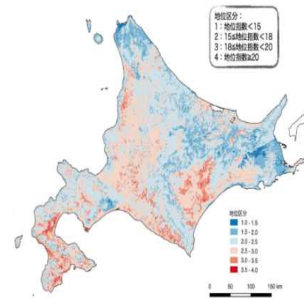 地位区分：
1：地位指数<15
2：15≤地位指数<18
3：18≤地位指数<20
4：地位指数≥20
地位区分
1.0 - 1.5
1.5 - 2.0
2.0 - 2.5
2.5 - 3.0
3.0 - 3.5
3.5 - 4.0
0 50 100 150 km